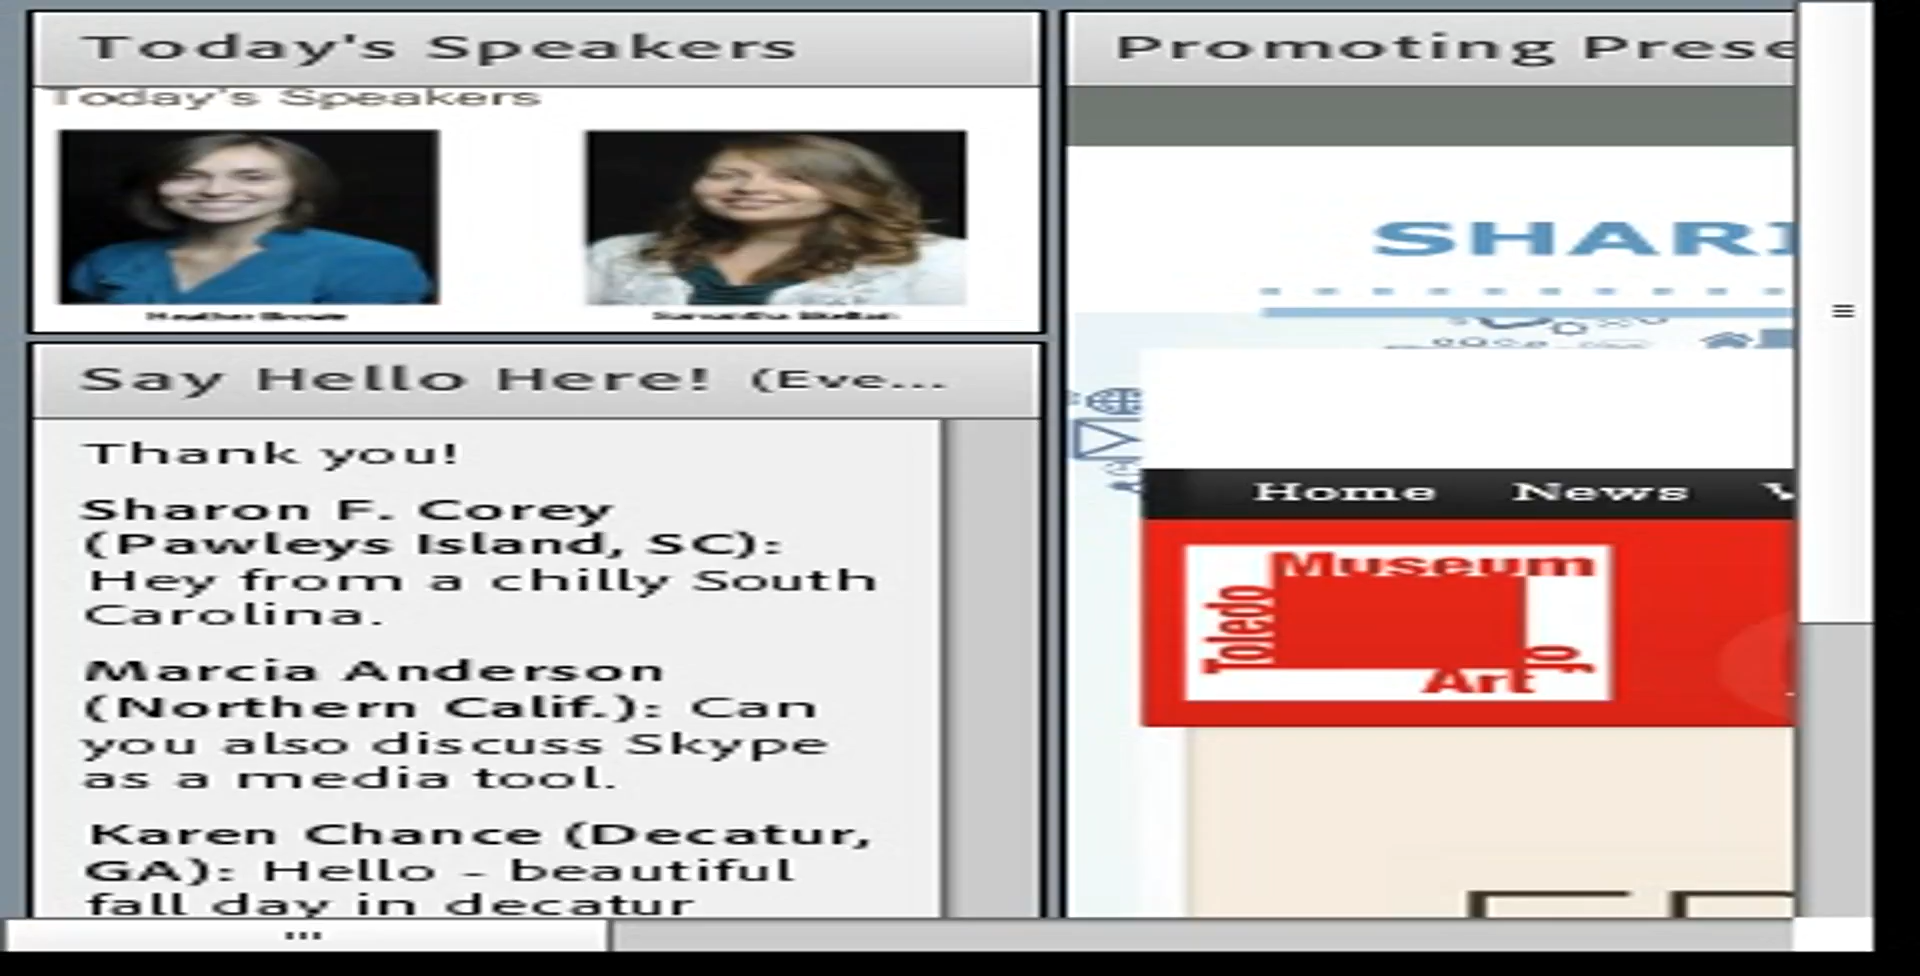 Today's Speakers
Today's Speakers
Say Hello Here! (Eve...
Thank you!
Sharon F. Corey
(Pawleys Island, SC):
Hey from a chilly South
Carolina.
Marcia Anderson
(Northern Calif.): Can
you also discuss Skype
as a media tool.
Karen Chance (Decatur,
GA): Hello - beautiful
fall day in decatur
Promoting Prese
SHARI
Home News
Toledo
Museum
of
Art